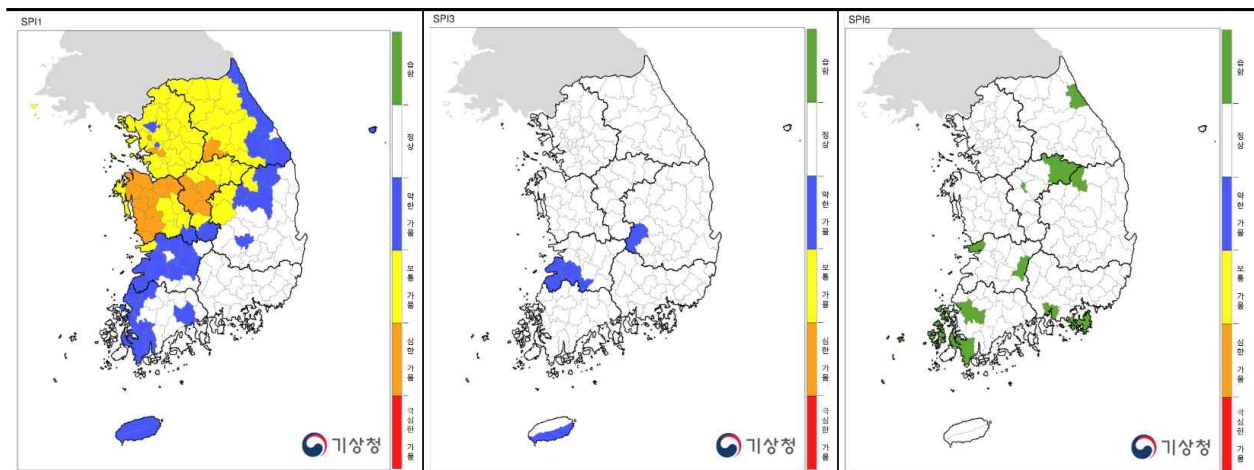 SPI1
습함
정상
약한 가뭄
보통 가뭄
심한 가뭄
극심한 가뭄
기상청
SPI3
습함
정상
약한 가뭄
보통 가뭄
심한 가뭄
극심한 가뭄
기상청
SPI6
습함
정상
약한 가뭄
보통 가뭄
심한 가뭄
극심한 가뭄
기상청